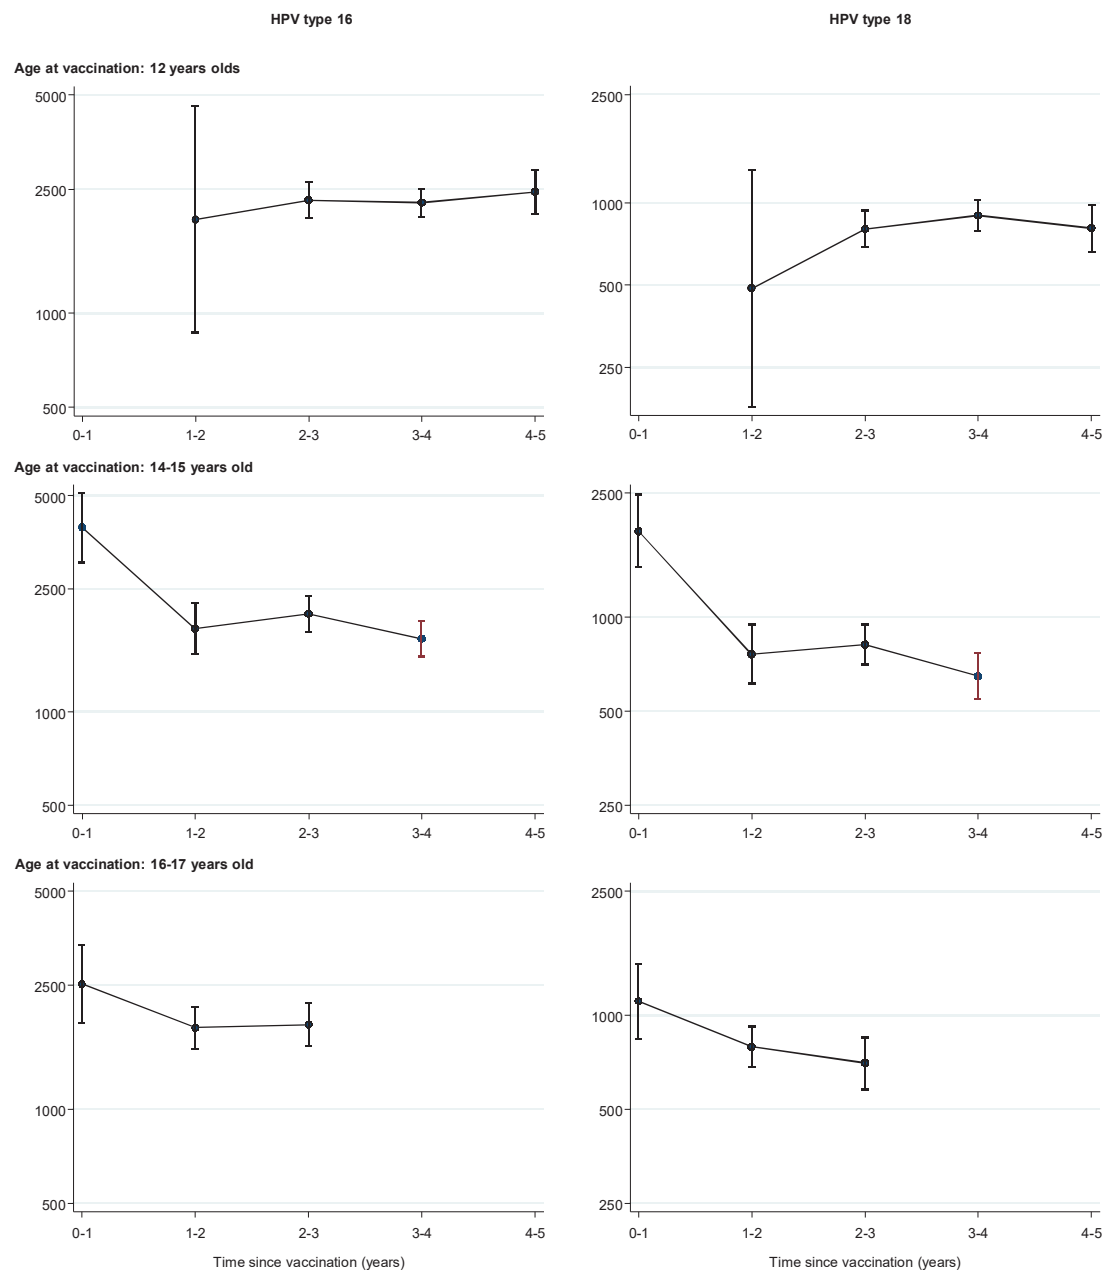 HPV type 16
HPV type 18
Age at vaccination: 12 years olds
5000
2500
1000
500
0-1 1-2 2-3 3-4 4-5
2500
1000
500
250
0-1 1-2 2-3 3-4 4-5
Age at vaccination: 14-15 years old
5000
2500
1000
500
0-1 1-2 2-3 3-4 4-5
2500
1000
500
250
0-1 1-2 2-3 3-4 4-5
Age at vaccination: 16-17 years old
5000
2500
1000
500
0-1 1-2 2-3 3-4 4-5
Time since vaccination (years)
2500
1000
500
250
0-1 1-2 2-3 3-4 4-5
Time since vaccination (years)